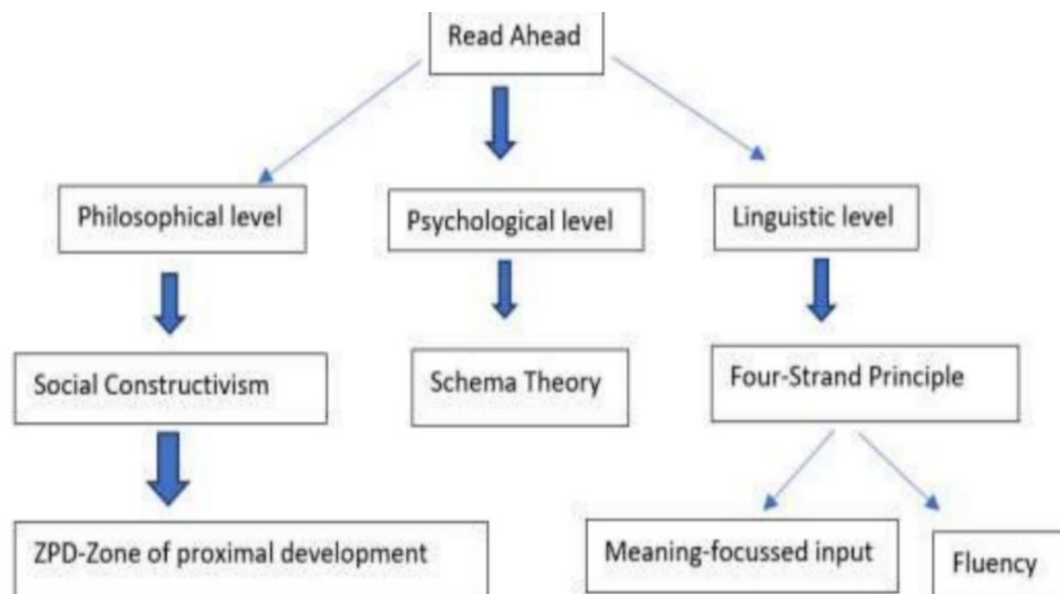 Read Ahead
Philosophical level
Psychological level
Linguistic level
Social Constructivism
Schema Theory
Four-Strand Principle
ZPD-Zone of proximal development
Meaning-focussed input
Fluency